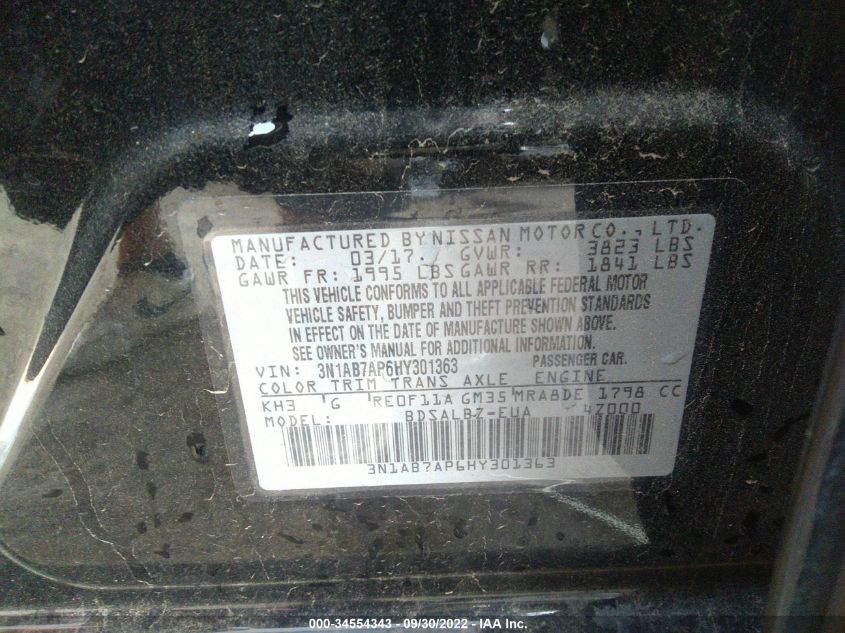 MANUFACTURED BY NISSAN MOTOR CO., LTD.
DATE: 03/17. GVWR: 3823 LBS
GAWR FR: 1995 LBS GAWR RR: 1841 LBS
THIS VEHICLE CONFORMS TO ALL APPLICABLE FEDERAL MOTOR
VEHICLE SAFETY, BUMPER AND THEFT PREVENTION STANDARDS
IN EFFECT ON THE DATE OF MANUFACTURE SHOWN ABOVE.
SEE OWNER'S MANUAL FOR ADDITIONAL INFORMATION.
VIN: 3N1AB7AP6HY301363 PASSENGER CAR.
COLOR TRIM TRANS AXLE ENGINE
KH3 G RE0F11A GM35 MRA8DE 1798 CC
MODEL: BDSALBZ-EUA 4Z000
3N1AB7AP6HY301363
000-34554343 - 09/30/2022 - IAA Inc.